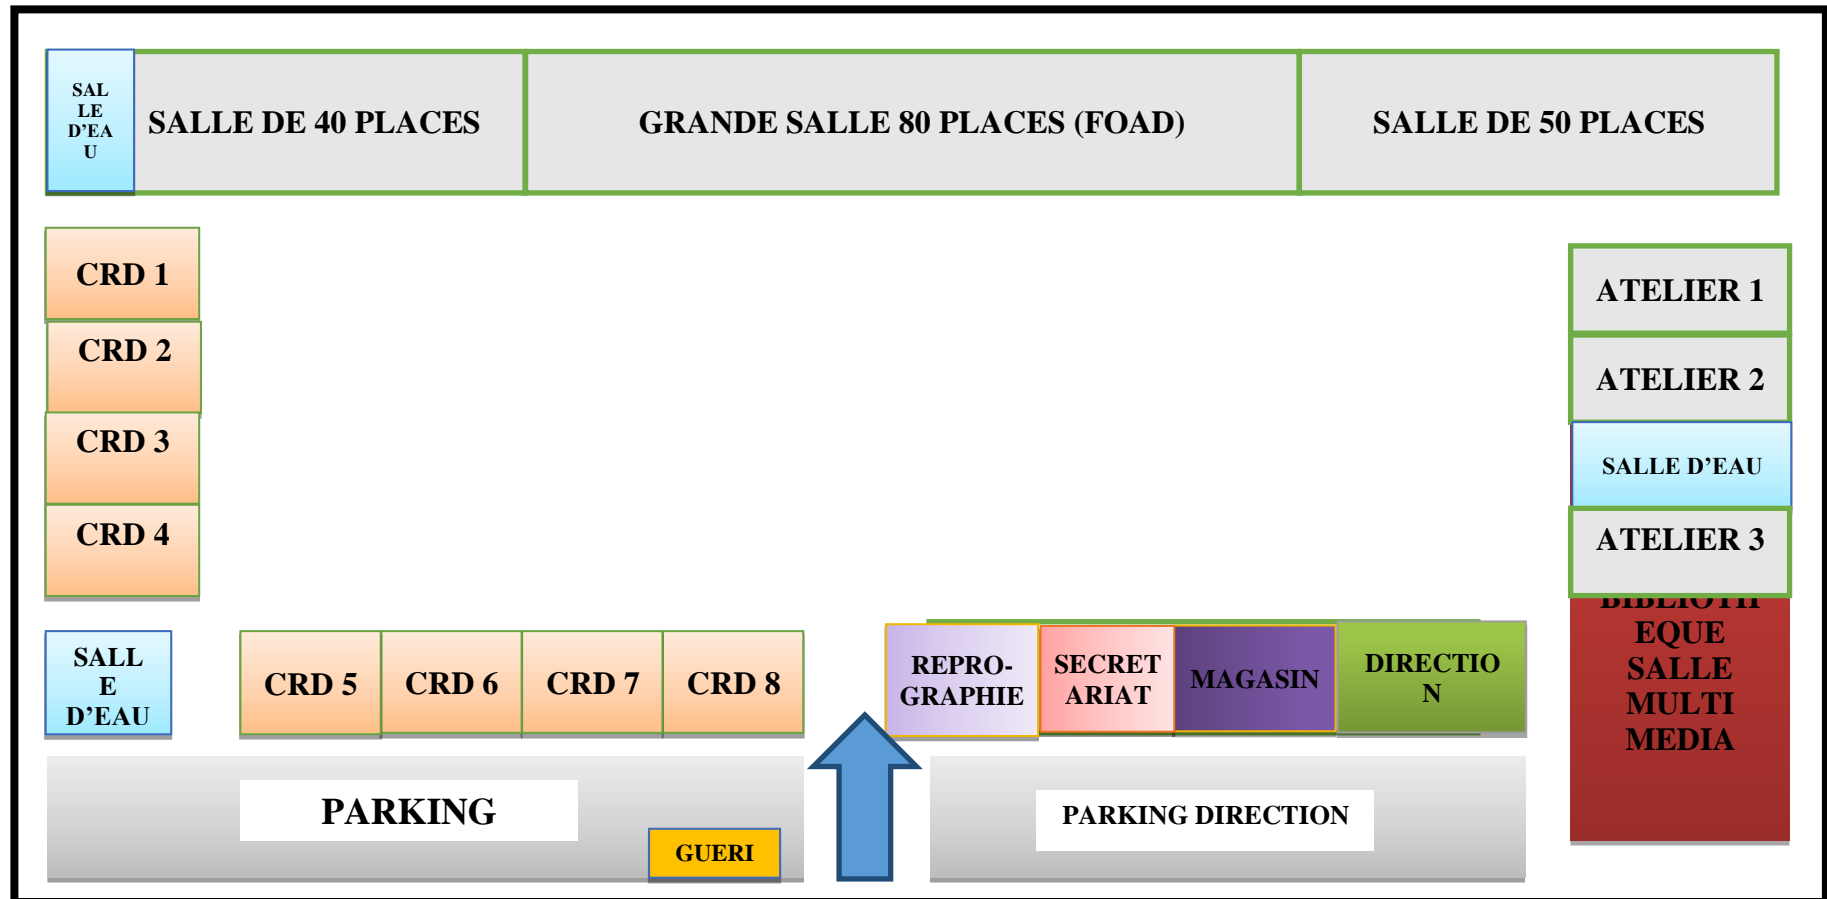 SAL
LE
D’EA
U
SALLE DE 40 PLACES
GRANDE SALLE 80 PLACES (FOAD)
SALLE DE 50 PLACES
CRD 1
CRD 2
CRD 3
CRD 4
ATELIER 1
ATELIER 2
SALLE D’EAU
ATELIER 3
BIBLIOTH
EQUE
SALLE
MULTI
MEDIA
SALL
E
D’EAU
CRD 5
CRD 6
CRD 7
CRD 8
REPRO-
GRAPHIE
SECRET
ARIAT
MAGASIN
DIRECTIO
N
PARKING
GUERI
PARKING DIRECTION